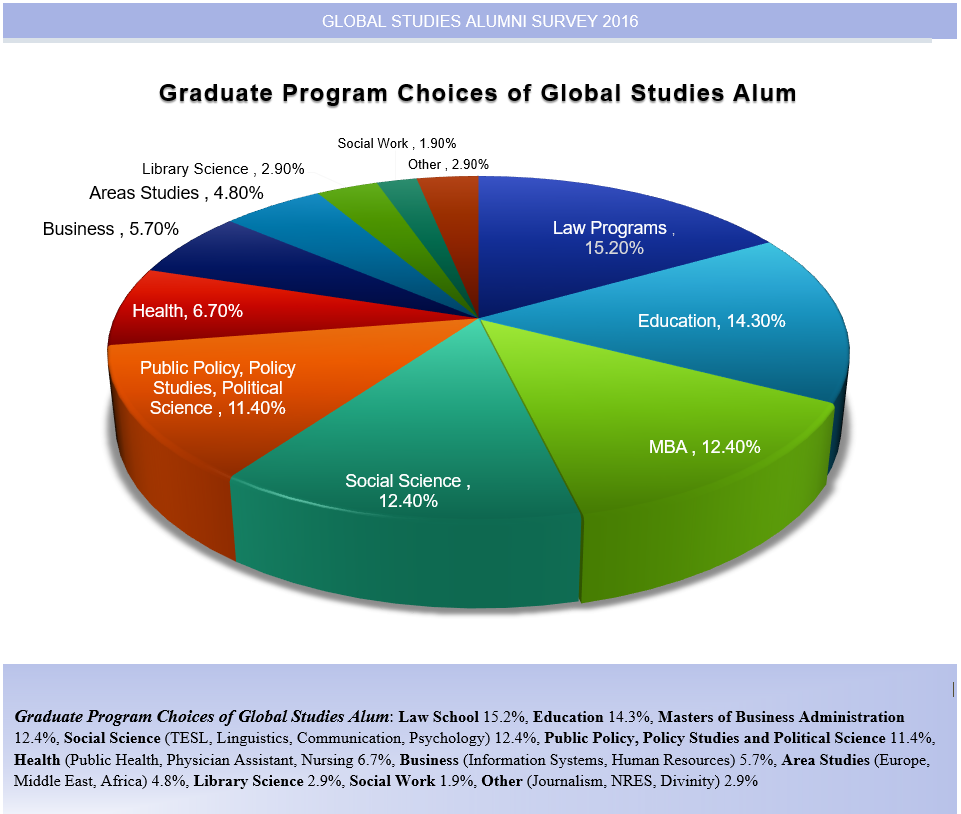 GLOBAL STUDIES ALUMNI SURVEY 2016
Graduate Program Choices of Global Studies Alum
Social Work , 1.90%
Other , 2.90%
Library Science , 2.90%
Areas Studies , 4.80%
Business , 5.70%
Law Programs ,
15.20%
Health, 6.70%
Education, 14.30%
Public Policy, Policy
Studies, Political
Science , 11.40%
MBA , 12.40%
Social Science ,
12.40%
Graduate Program Choices of Global Studies Alum: Law School 15.2%, Education 14.3%, Masters of Business Administration
12.4%, Social Science (TESL, Linguistics, Communication, Psychology) 12.4%, Public Policy, Policy Studies and Political Science 11.4%,
Health (Public Health, Physician Assistant, Nursing 6.7%, Business (Information Systems, Human Resources) 5.7%, Area Studies (Europe,
Middle East, Africa) 4.8%, Library Science 2.9%, Social Work 1.9%, Other (Journalism, NRES, Divinity) 2.9%